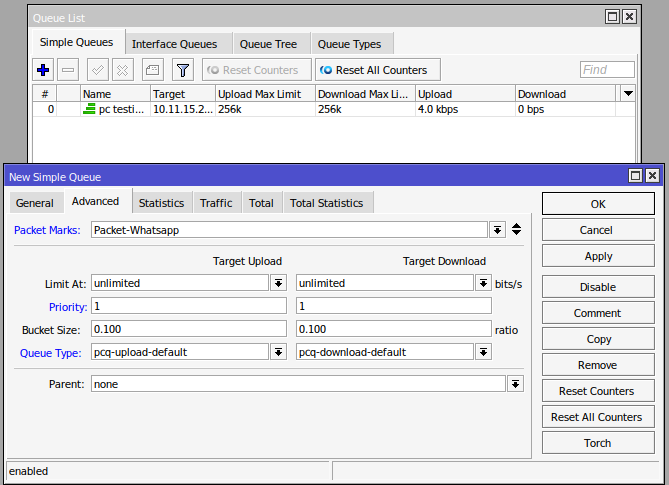 Queue List
Simple Queues Interface Queues Queue Tree Queue Types
Reset Counters Reset All Counters Find
# Name Target Upload Max Limit Download Max Li... Upload Download
0 pc testi... 10.11.15.2... 256k 256k 4.0 kbps 0 bps
New Simple Queue
General Advanced Statistics Traffic Total Total Statistics
Packet Marks: Packet-Whatsapp
Target Upload Target Download
Limit At: unlimited unlimited bits/s
Priority: 1 1
Bucket Size: 0.100 0.100 ratio
Queue Type: pcq-upload-default pcq-download-default
Parent: none
OK
Cancel
Apply
Disable
Comment
Copy
Remove
Reset Counters
Reset All Counters
Torch
enabled